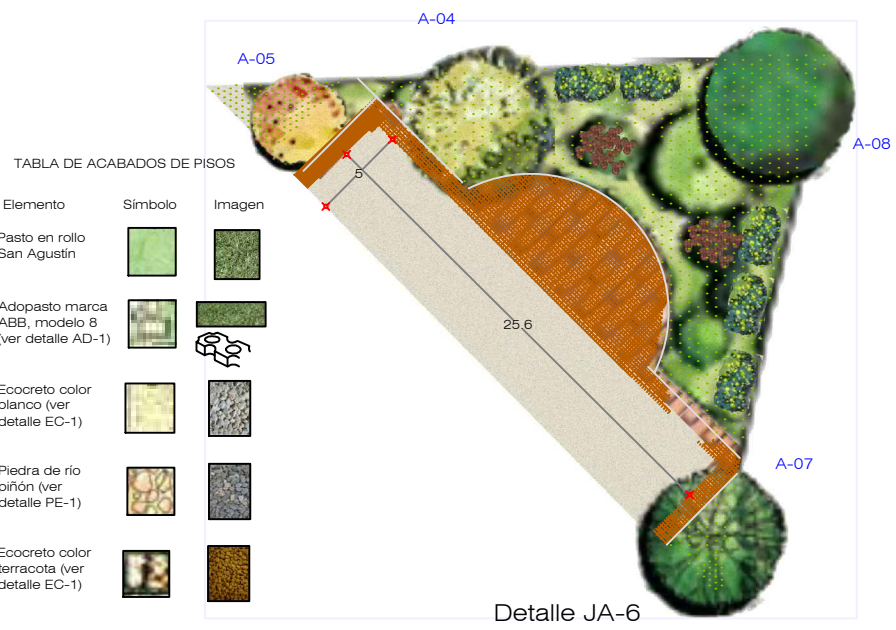 A-04
A-05
A-08
TABLA DE ACABADOS DE PISOS
5
Elemento Símbolo Imagen
Pasto en rollo
San Agustín
Adopasto marca
ABB, modelo 8
(ver detalle AD-1)
25.6
Ecocreto color
blanco (ver
detalle EC-1)
A-07
Piedra de río
piñón (ver
detalle PE-1)
Ecocreto color
terracota (ver
detalle EC-1)
Detalle JA-6